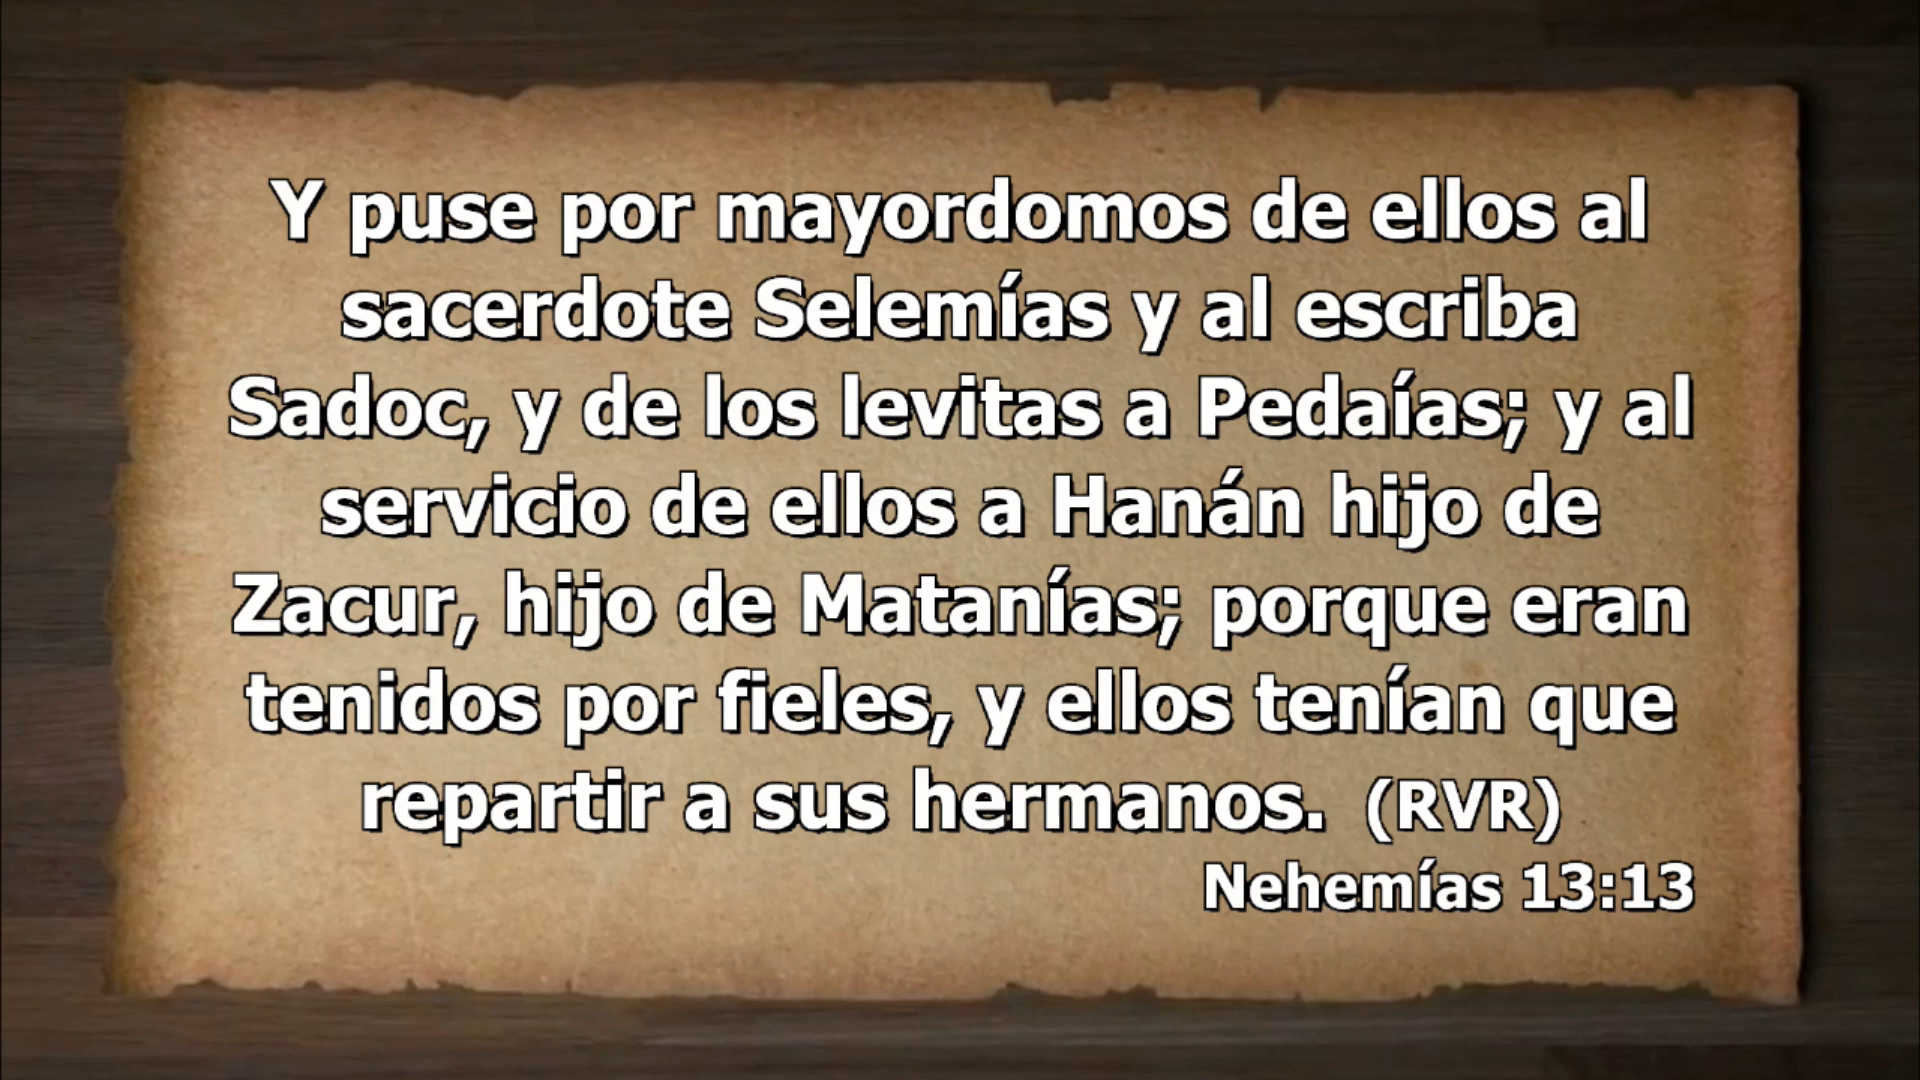 Y puse por mayordomos de ellos al
sacerdote Selemías y al escriba
Sadoc, y de los levitas a Pedaías; y al
servicio de ellos a Hanán hijo de
Zacur, hijo de Matanías; porque eran
tenidos por fieles, y ellos tenían que
repartir a sus hermanos. (RVR)
Nehemías 13:13